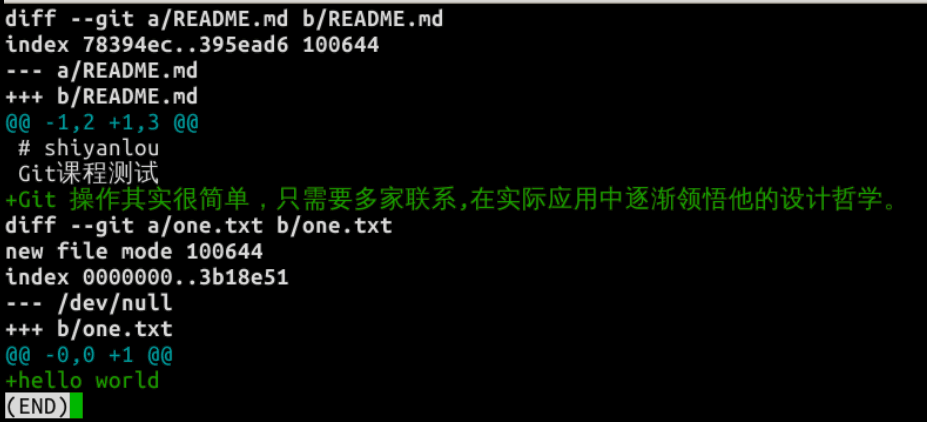 diff --git a/README.md b/README.md
index 78394ec..395ead6 100644
--- a/README.md
+++ b/README.md
@@ -1,2 +1,3 @@
 # shiyanlou
 Git课程测试
+Git 操作其实很简单，只需要多家联系,在实际应用中逐渐领悟他的设计哲学。
diff --git a/one.txt b/one.txt
new file mode 100644
index 0000000..3b18e51
--- /dev/null
+++ b/one.txt
@@ -0,0 +1 @@
+hello world
(END)